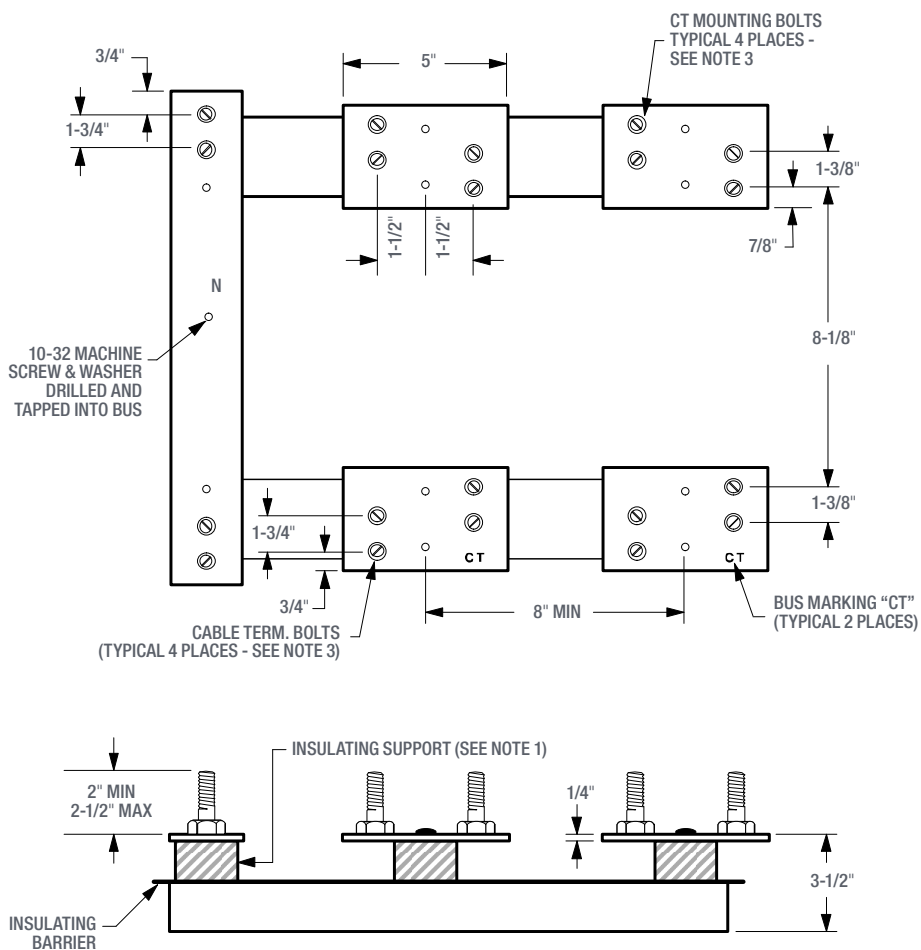 CT MOUNTING BOLTS
TYPICAL 4 PLACES -
SEE NOTE 3
3/4"
5"
1-3/4"
1-3/8"
1-1/2"
1-1/2"
7/8"
N
8-1/8"
10-32 MACHINE
SCREW & WASHER
DRILLED AND
TAPPED INTO BUS
1-3/4"
1-3/8"
CT
CT
3/4"
8" MIN
BUS MARKING “CT”
(TYPICAL 2 PLACES)
CABLE TERM. BOLTS
(TYPICAL 4 PLACES - SEE NOTE 3)
INSULATING SUPPORT (SEE NOTE 1)
2" MIN
2-1/2" MAX
1/4"
3-1/2"
INSULATING
BARRIER